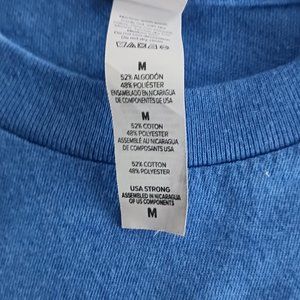 M
52% ALGODÓN
48% POLIÉSTER
ENSAMBLADO EN NICARAGUA
DE COMPONENTES DE USA
M
52% COTON
48% POLYESTER
ASSEMBLÉ AU NICARAGUA
DE COMPOSANTS USA
52% COTTON
48% POLYESTER
USA STRONG
ASSEMBLED IN NICARAGUA
OF US COMPONENTS
M